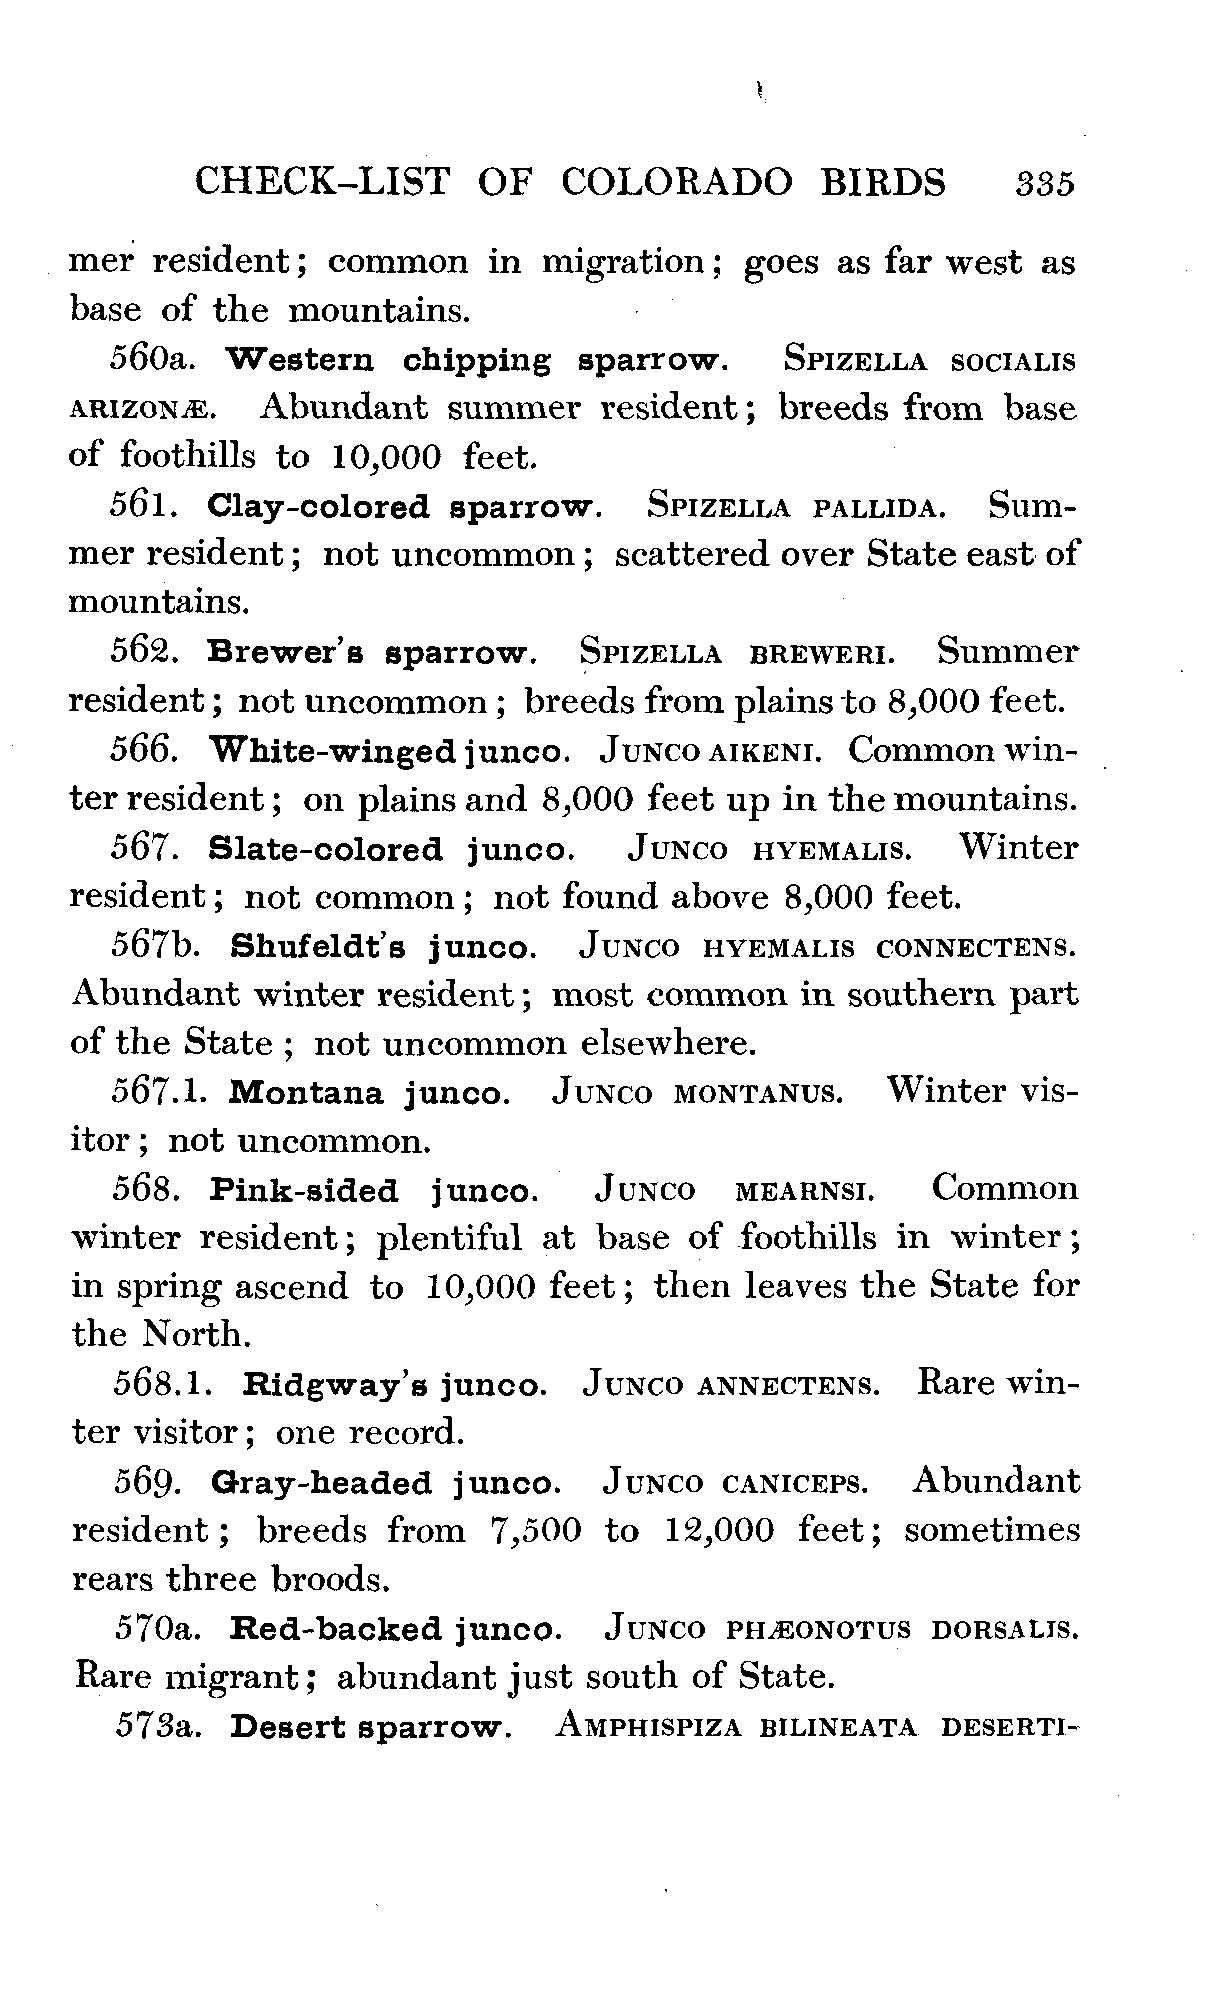 CHECK-LIST OF COLORADO BIRDS 335
mer resident; common in migration; goes as far west as
base of the mountains.
560a. Western chipping sparrow. SPIZELLA SOCIALIS
ARIZONÆ. Abundant summer resident; breeds from base
of foothills to 10,000 feet.
561. Clay-colored sparrow. SPIZELLA PALLIDA. Sum-
mer resident; not uncommon; scattered over State east of
mountains.
562. Brewer's sparrow. SPIZELLA BREWERI. Summer
resident; not uncommon; breeds from plains to 8,000 feet.
566. White-winged junco. JUNCO AIKENI. Common win-
ter resident; on plains and 8,000 feet up in the mountains.
567. Slate-colored junco. JUNCO HYEMALIS. Winter
resident; not common; not found above 8,000 feet.
567b. Shufeldt's junco. JUNCO HYEMALIS CONNECTENS.
Abundant winter resident; most common in southern part
of the State; not uncommon elsewhere.
567.1. Montana junco. JUNCO MONTANUS. Winter vis-
itor; not uncommon.
568. Pink-sided junco. JUNCO MEARNSI. Common
winter resident; plentiful at base of foothills in winter;
in spring ascend to 10,000 feet; then leaves the State for
the North.
568.1. Ridgway's junco. JUNCO ANNECTENS. Rare win-
ter visitor; one record.
569. Gray-headed junco. JUNCO CANICEPS. Abundant
resident; breeds from 7,500 to 12,000 feet; sometimes
rears three broods.
570a. Red-backed junco. JUNCO PHÆONOTUS DORSALIS.
Rare migrant; abundant just south of State.
573a. Desert sparrow. AMPHISPIZA BILINEATA DESERTI-